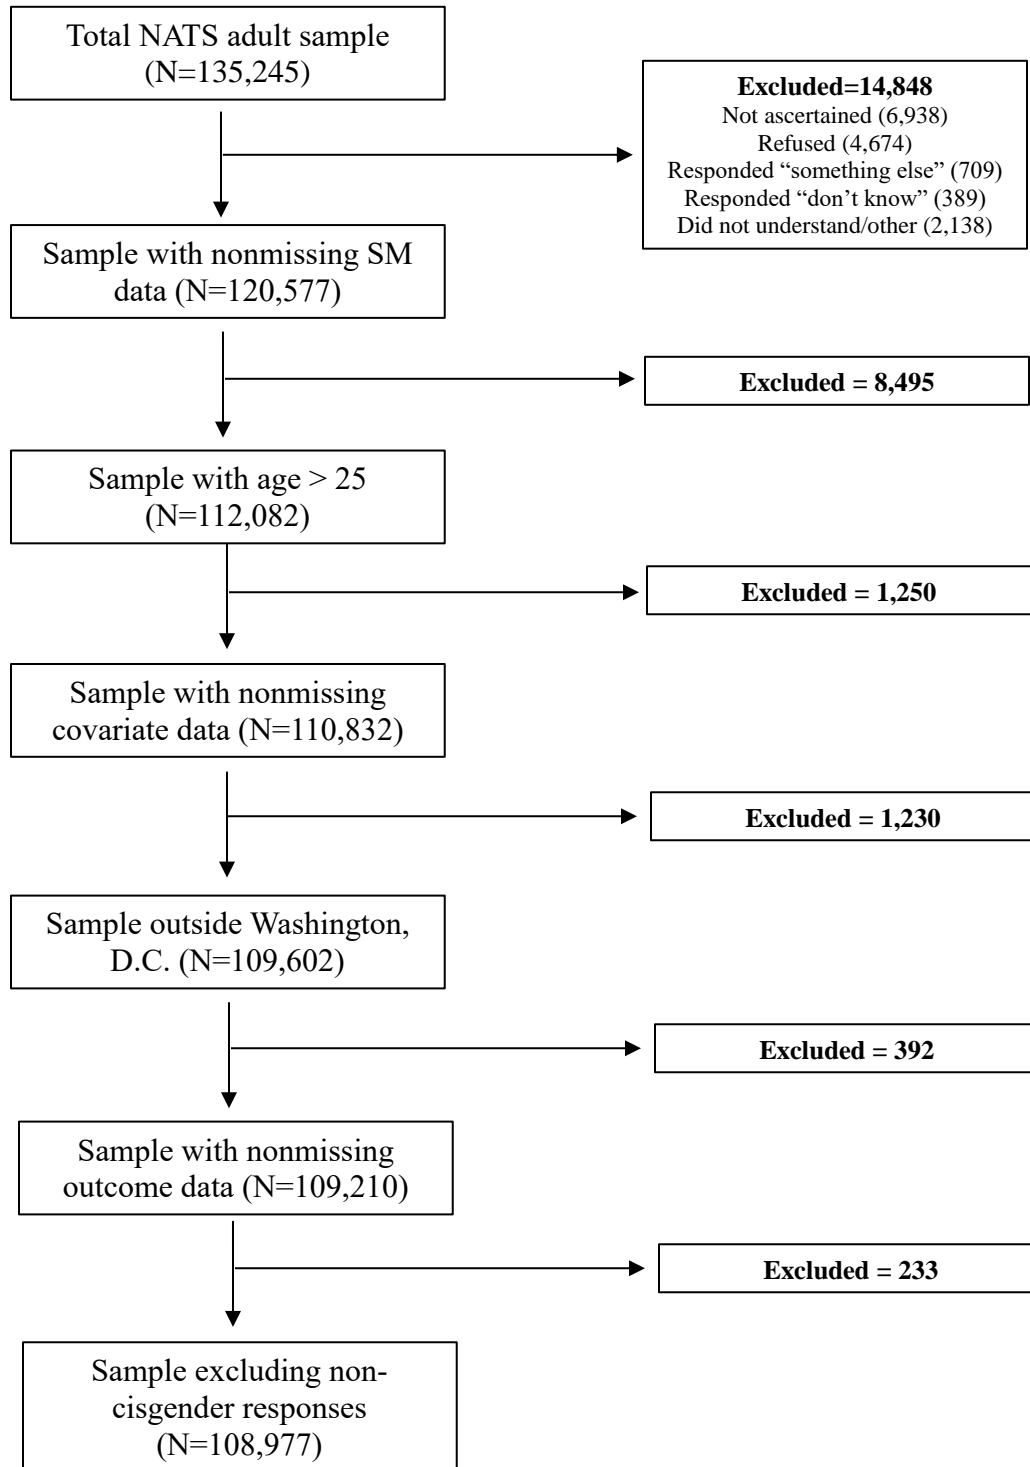 Total NATS adult sample
(N=135,245)
Excluded=14,848
Not ascertained (6,938)
Refused (4,674)
Responded “something else” (709)
Responded “don’t know” (389)
Did not understand/other (2,138)
Sample with nonmissing SM
data (N=120,577)
Excluded = 8,495
Sample with age > 25
(N=112,082)
Excluded = 1,250
Sample with nonmissing
covariate data (N=110,832)
Excluded = 1,230
Sample outside Washington,
D.C. (N=109,602)
Excluded = 392
Sample with nonmissing
outcome data (N=109,210)
Excluded = 233
Sample excluding non-
cisgender responses
(N=108,977)